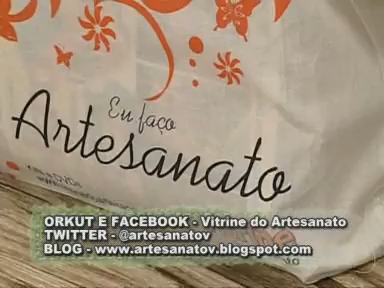 Eu faço
Artesanato
ORKUT E FACEBOOK - Vitrine do Artesanato
TWITTER - @artesanatov
BLOG - www.artesanatov.blogspot.com